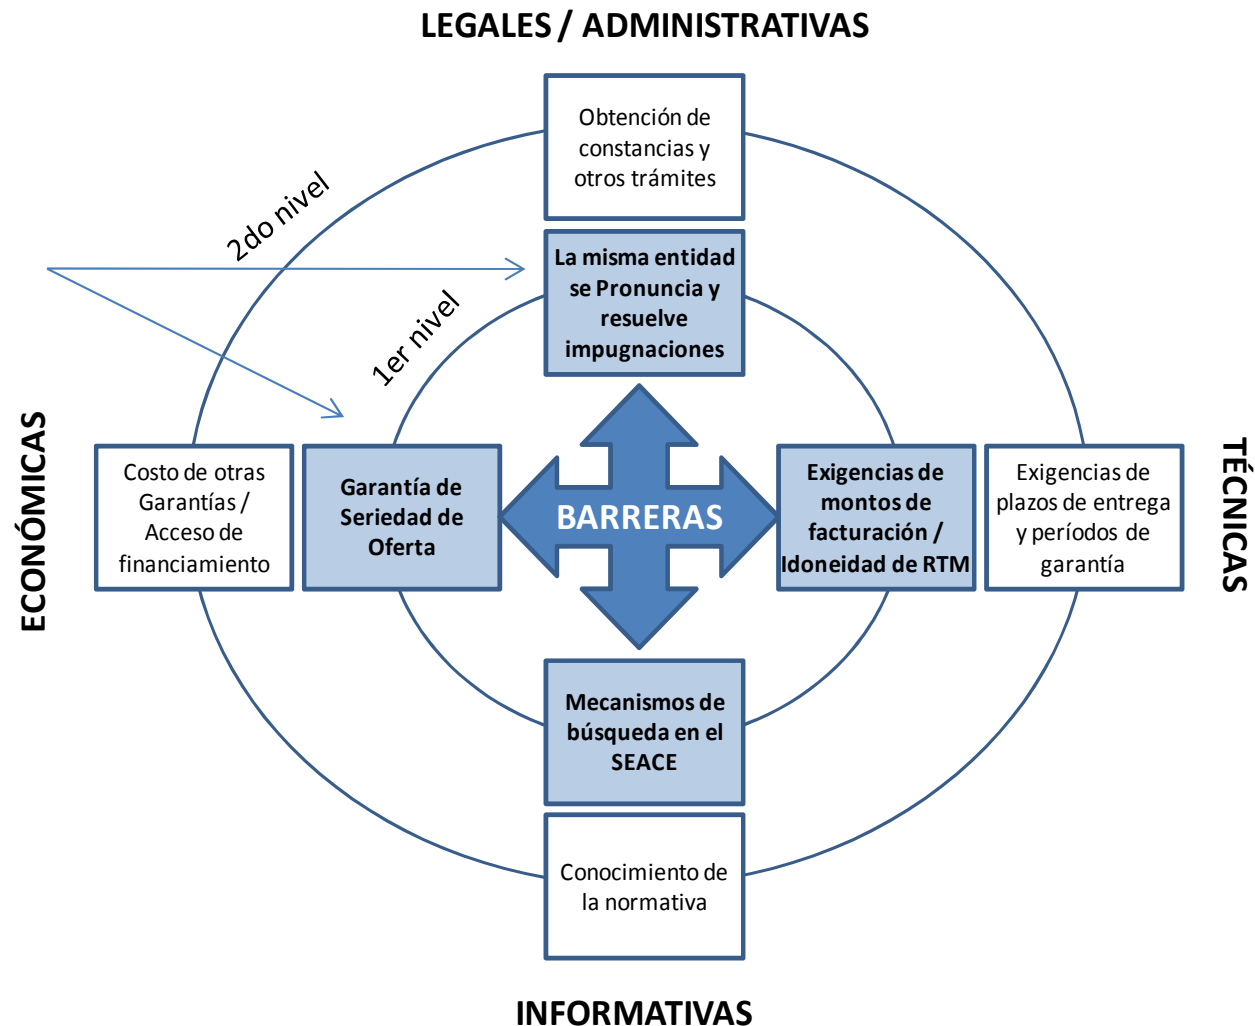 LEGALES / ADMINISTRATIVAS
Obtención de
constancias y
otros trámites
2do nivel
La misma entidad
se Pronuncia y
resuelve
impugnaciones
1er nivel
ECONÓMICAS
Costo de otras
Garantías /
Acceso de
financiamiento
Garantía de
Seriedad de
Oferta
BARRERAS
Exigencias de
montos de
facturación /
Idoneidad de RTM
Exigencias de
plazos de entrega
y períodos de
garantía
TÉCNICAS
Mecanismos de
búsqueda en el
SEACE
Conocimiento de
la normativa
INFORMATIVAS